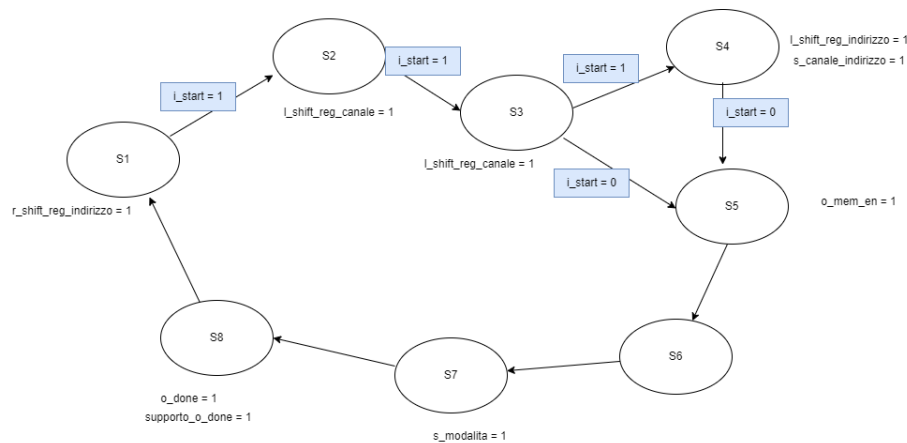 S1
r_shift_reg_indirizzo = 1
i_start = 1
S2
l_shift_reg_canale = 1
i_start = 1
S3
l_shift_reg_canale = 1
i_start = 1
i_start = 0
S4
l_shift_reg_indirizzo = 1
s_canale_indirizzo = 1
i_start = 0
S5
o_mem_en = 1
S6
S7
s_modalita = 1
S8
o_done = 1
supporto_o_done = 1